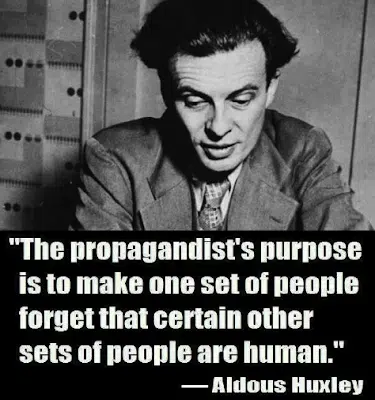 "The propagandist's purpose
is to make one set of people
forget that certain other
sets of people are human."
— Aldous Huxley